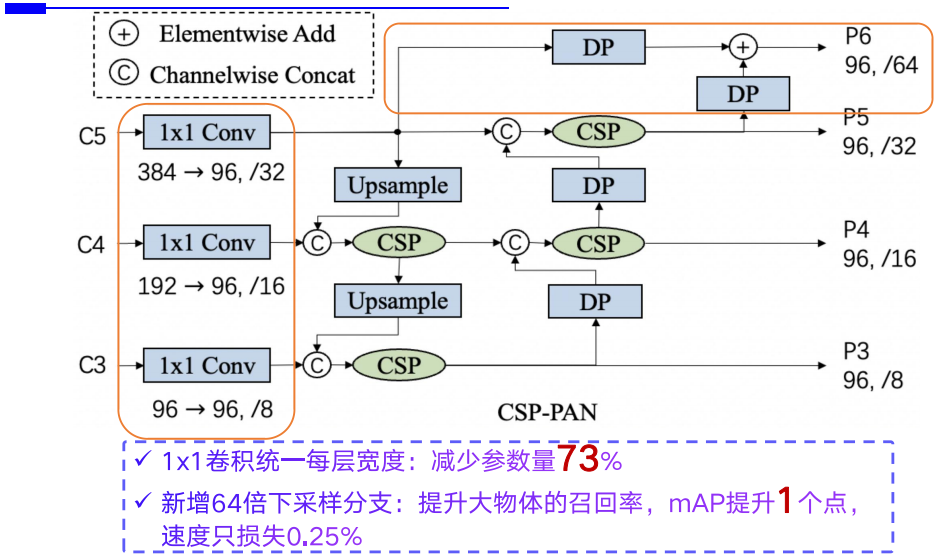 + Elementwise Add
C Channelwise Concat
DP
+
P6
96, /64
DP
C5
1x1 Conv
384 → 96, /32
C
CSP
P5
96, /32
Upsample
DP
C4
1x1 Conv
192 → 96, /16
C
CSP
C
CSP
P4
96, /16
Upsample
DP
C3
1x1 Conv
96 → 96, /8
C
CSP
P3
96, /8
CSP-PAN
✓ 1x1卷积统一每层宽度：减少参数量73%
✓ 新增64倍下采样分支：提升大物体的召回率，mAP提升1个点，
速度只损失0.25%